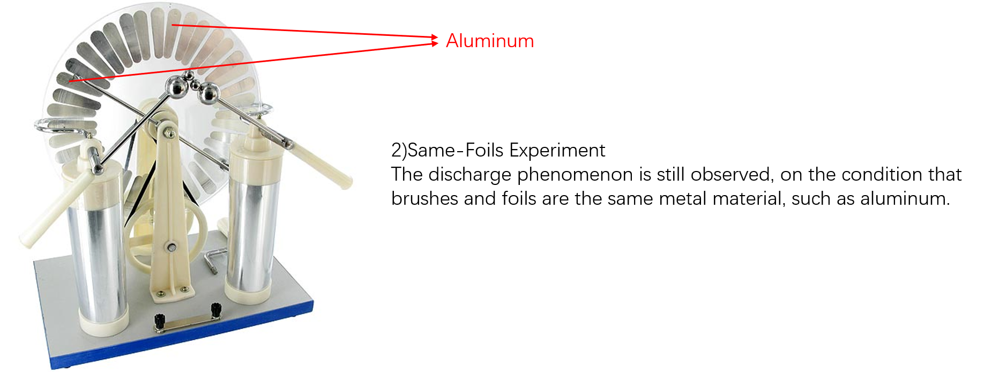 Aluminum
2)Same-Foils Experiment
The discharge phenomenon is still observed, on the condition that
brushes and foils are the same metal material, such as aluminum.